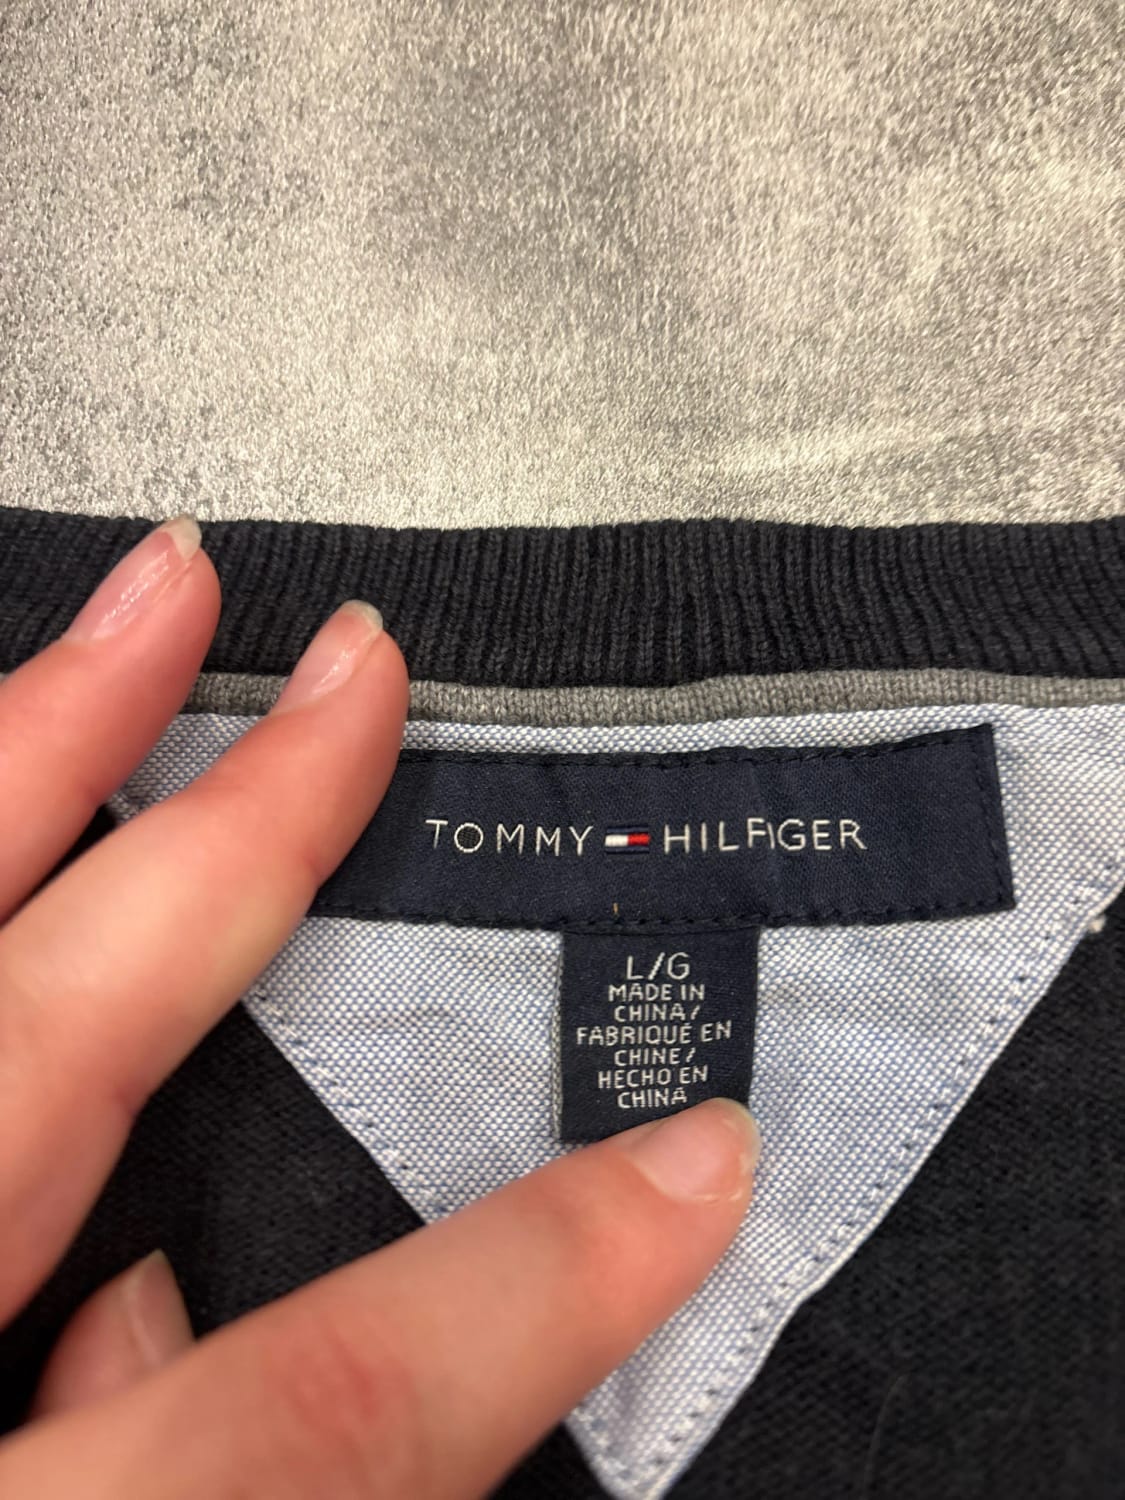 TOMMY HILFIGER
L/G
MADE IN
CHINA/
FABRIQUÉ EN
CHINE/
HECHO EN
CHINA